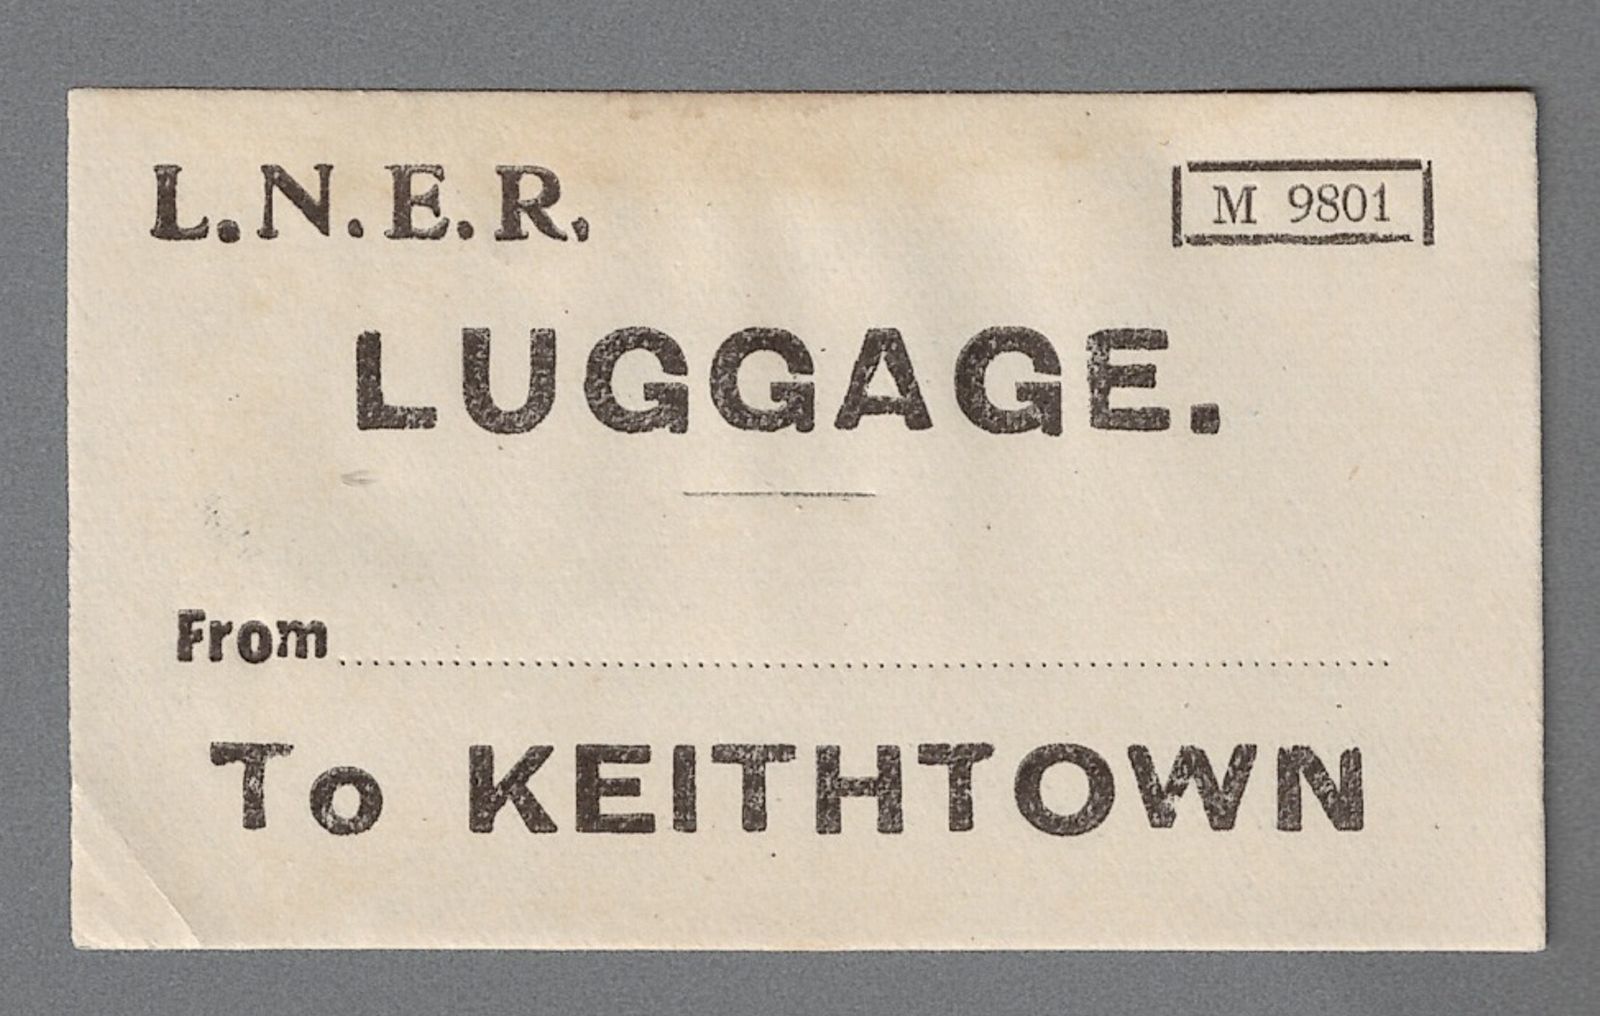 L.N.E.R.
M 9801
LUGGAGE.
From
To KEITHTOWN